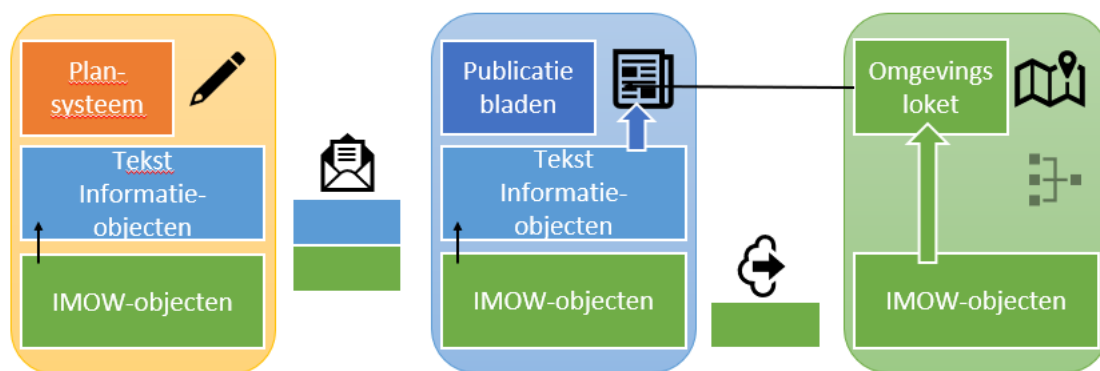 Plan-
systeem
Tekst
Informatie-
objecten
IMOW-objecten
Publicatie
bladen
Tekst
Informatie-
objecten
IMOW-objecten
Omgevings
loket
IMOW-objecten